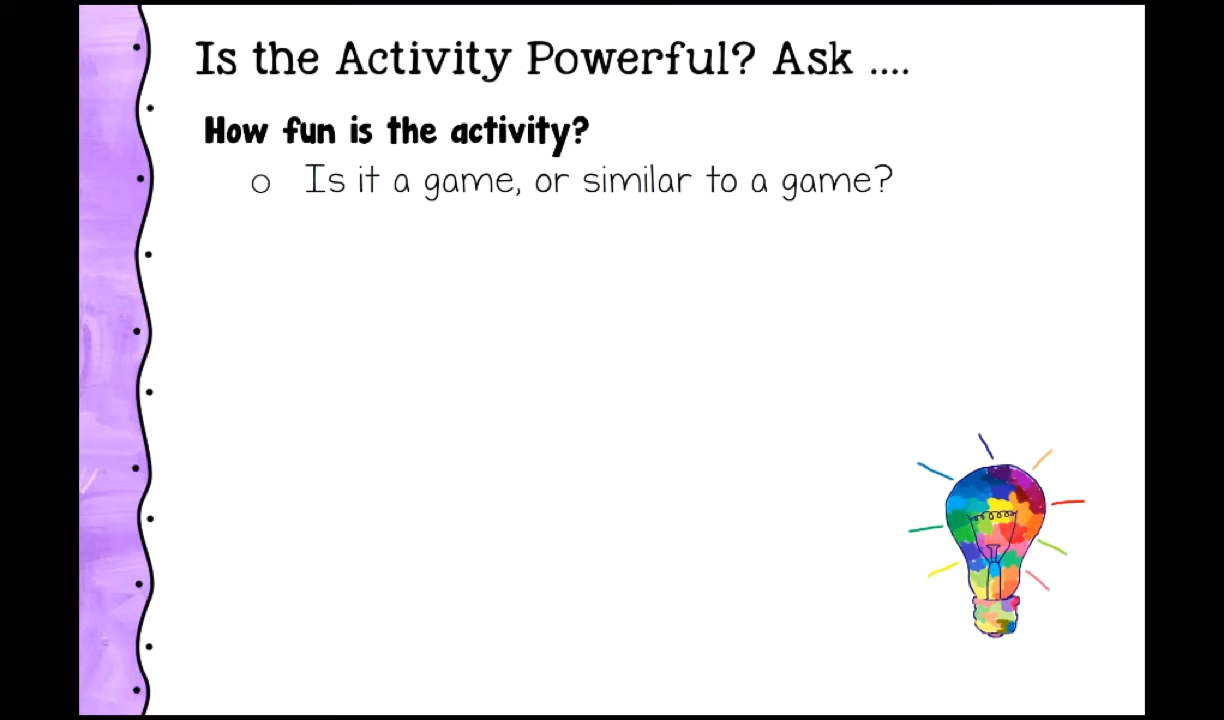 Is the Activity Powerful? Ask ....
How fun is the activity?
o Is it a game, or similar to a game?